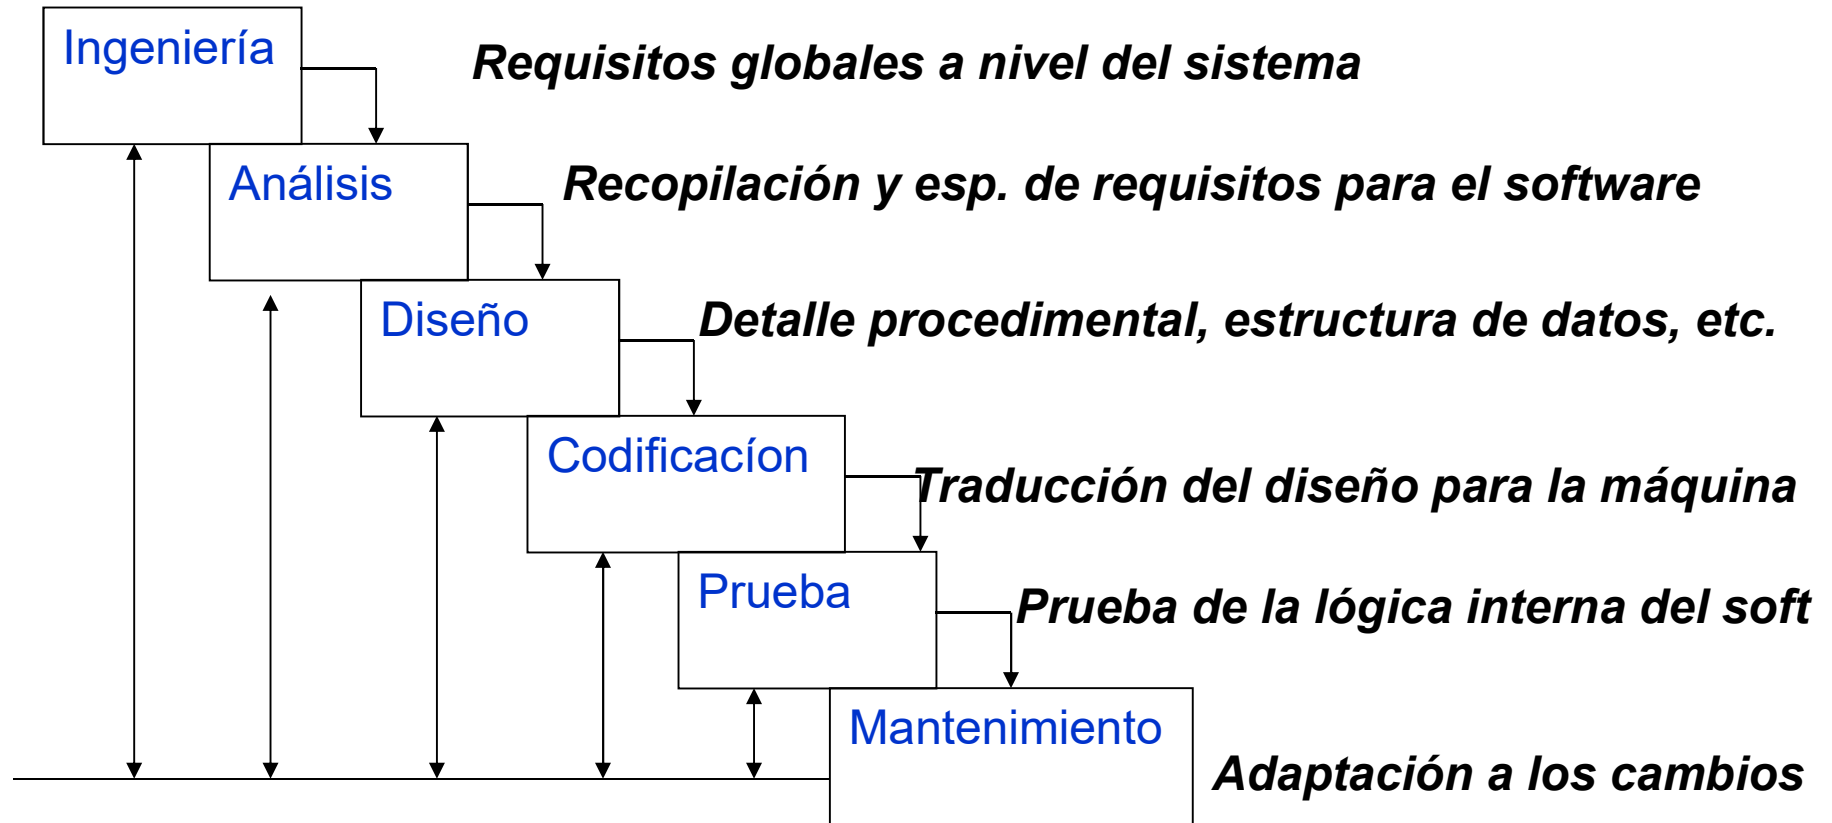 Ingeniería
Requisitos globales a nivel del sistema
Análisis
Recopilación y esp. de requisitos para el software
Diseño
Detalle procedimental, estructura de datos, etc.
Codificacíon
Traducción del diseño para la máquina
Prueba
Prueba de la lógica interna del soft
Mantenimiento
Adaptación a los cambios